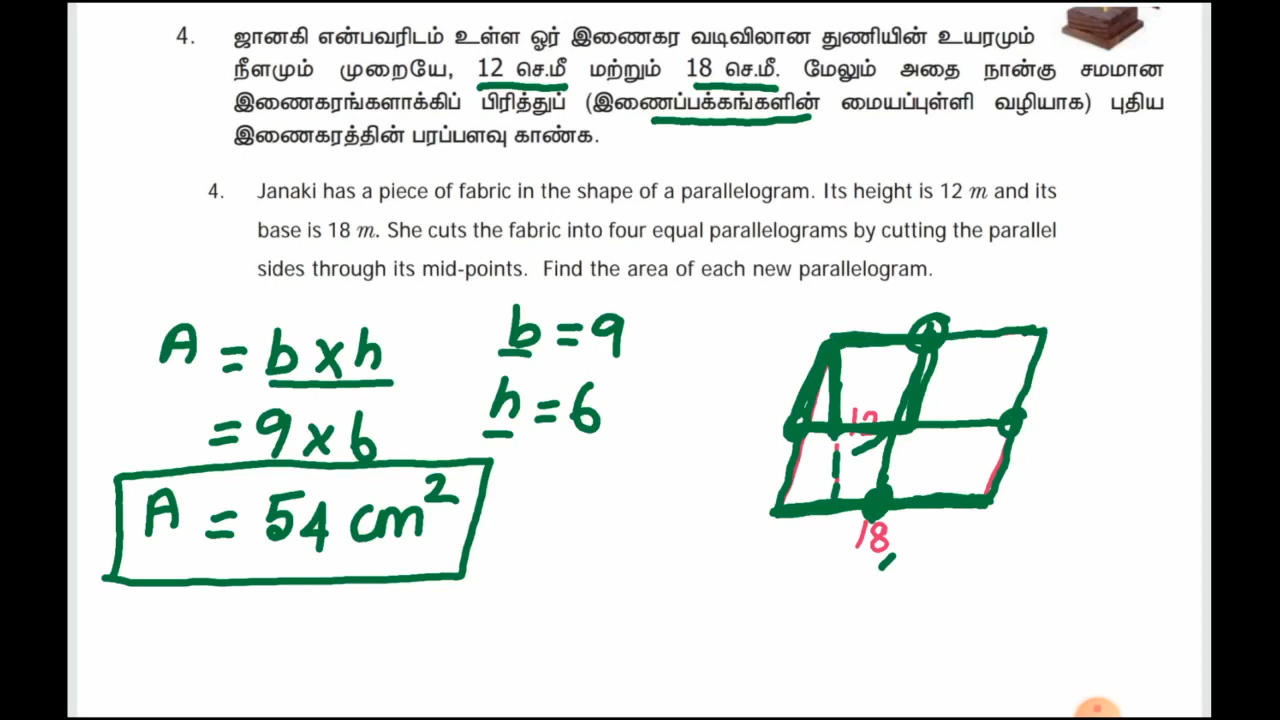 4. ஜானகி என்பவரிடம் உள்ள ஓர் இணைகர வடிவிலான துணியின் உயரமும்
நீளமும் முறையே, 12 செ.மீ மற்றும் 18 செ.மீ. மேலும் அதை நான்கு சமமான
இணைகரங்களாக்கிப் பிரித்துப் (இணைப்பக்கங்களின் மையப்புள்ளி வழியாக) புதிய
இணைகரத்தின் பரப்பளவு காண்க.
4. Janaki has a piece of fabric in the shape of a parallelogram. Its height is 12 m and its
base is 18 m. She cuts the fabric into four equal parallelograms by cutting the parallel
sides through its mid-points. Find the area of each new parallelogram.
A = b x h
= 9 x 6
A = 54 cm²
b = 9
h = 6
12
18